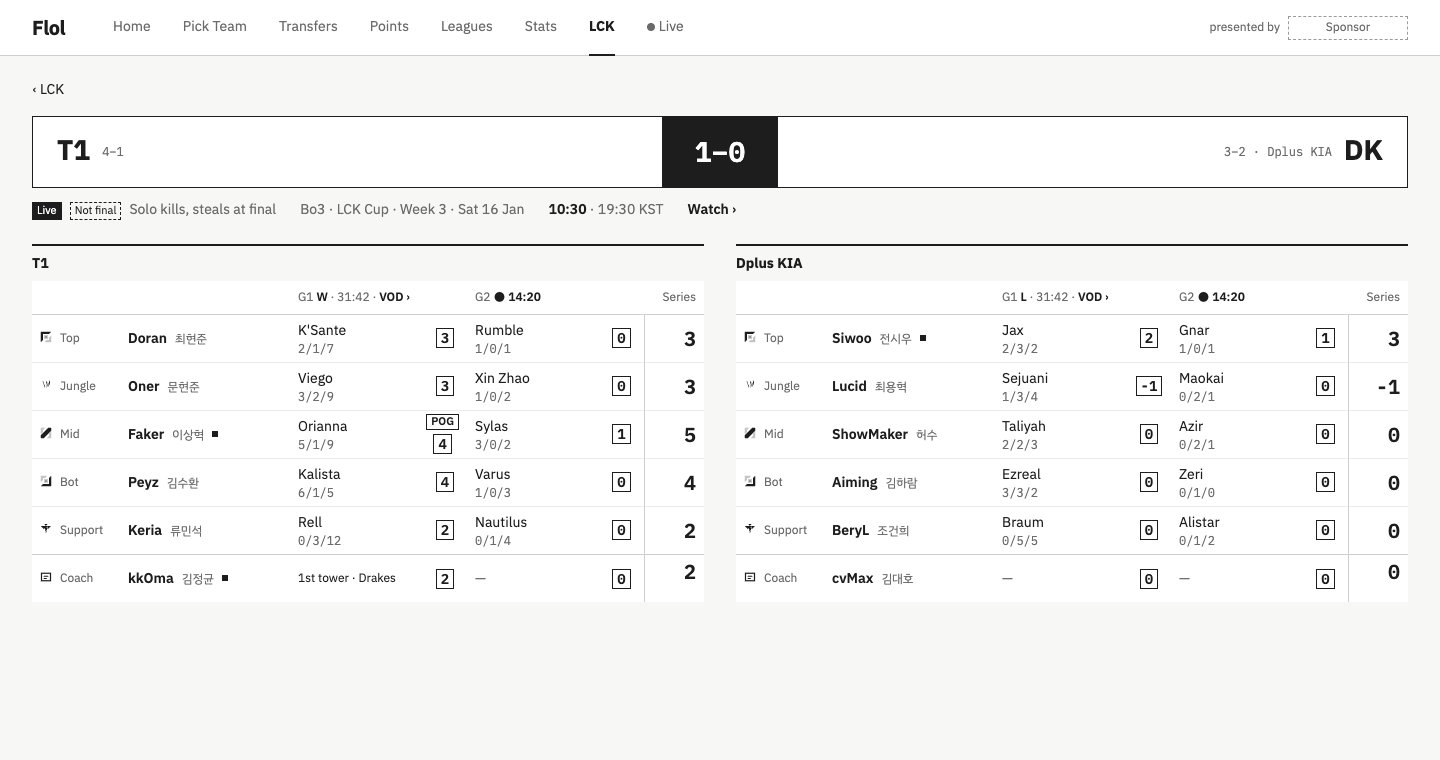 Flol Home Pick Team Transfers Points Leagues Stats LCK Live presented by Sponsor
‹ LCK
T1 4–1 1–0 3–2 · Dplus KIA DK
Live Not final Solo kills, steals at final Bo3 · LCK Cup · Week 3 · Sat 16 Jan 10:30 · 19:30 KST Watch ›
T1
G1 W · 31:42 · VOD › G2 ● 14:20 Series
Top Doran 최현준 K'Sante 3 Rumble 0 3
2/1/7 1/0/1
Jungle Oner 문현준 Viego 3 Xin Zhao 0 3
3/2/9 1/0/2
Mid Faker 이상혁 ■ Orianna POG 4 Sylas 1 5
5/1/9 3/0/2
Bot Peyz 김수환 Kalista 4 Varus 0 4
6/1/5 1/0/3
Support Keria 류민석 Rell 2 Nautilus 0 2
0/3/12 0/1/4
Coach kkOma 김정균 ■ 1st tower · Drakes 2 — 0 2
Dplus KIA
G1 L · 31:42 · VOD › G2 ● 14:20 Series
Top Siwoo 전시우 ■ Jax 2 Gnar 1 3
2/3/2 1/0/1
Jungle Lucid 최용혁 Sejuani -1 Maokai 0 -1
1/3/4 0/2/1
Mid ShowMaker 허수 Taliyah 0 Azir 0 0
2/2/3 0/2/1
Bot Aiming 김하람 Ezreal 0 Zeri 0 0
3/3/2 0/1/0
Support BeryL 조건희 Braum 0 Alistar 0 0
0/5/5 0/1/2
Coach cvMax 김대호 — 0 — 0 0